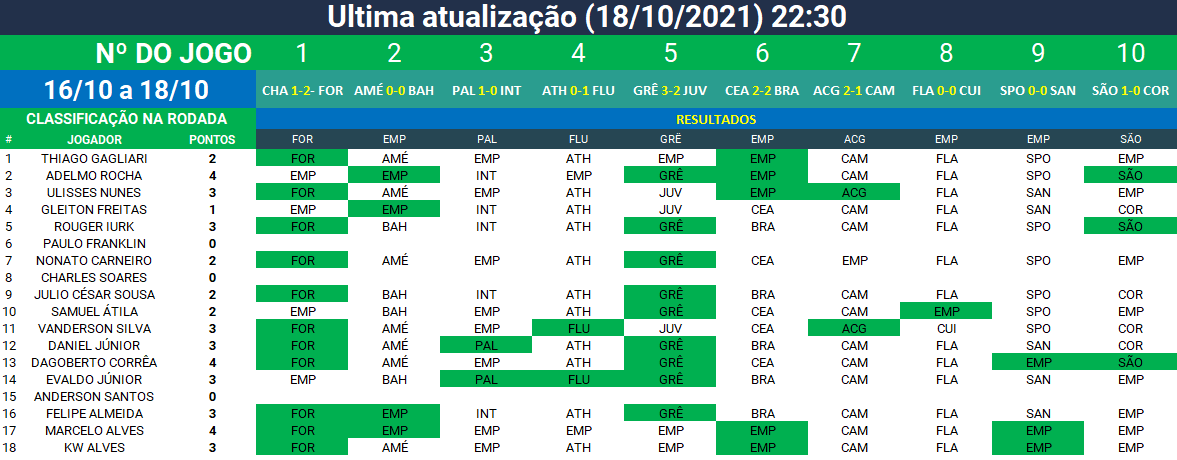 Ultima atualização (18/10/2021) 22:30
Nº DO JOGO 1 2 3 4 5 6 7 8 9 10
16/10 a 18/10 CHA 1-2- FOR AMÉ 0-0 BAH PAL 1-0 INT ATH 0-1 FLU GRÊ 3-2 JUV CEA 2-2 BRA ACG 2-1 CAM FLA 0-0 CUI SPO 0-0 SAN SÃO 1-0 COR
CLASSIFICAÇÃO NA RODADA RESULTADOS
# JOGADOR PONTOS FOR EMP PAL FLU GRË EMP ACG EMP EMP SÃO
1 THIAGO GAGLIARI 2 FOR AMÉ EMP ATH EMP EMP CAM FLA SPO EMP
2 ADELMO ROCHA 4 EMP EMP INT EMP GRÊ EMP CAM FLA SPO SÃO
3 ULISSES NUNES 3 FOR AMÉ EMP ATH JUV EMP ACG FLA SAN EMP
4 GLEITON FREITAS 1 EMP EMP INT ATH JUV CEA CAM FLA SAN COR
5 ROUGER IURK 3 FOR BAH INT ATH GRÊ BRA CAM FLA SPO SÃO
6 PAULO FRANKLIN 0
7 NONATO CARNEIRO 2 FOR AMÉ EMP ATH GRÊ CEA EMP FLA SPO EMP
8 CHARLES SOARES 0
9 JULIO CÉSAR SOUSA 2 FOR BAH INT ATH GRÊ BRA CAM FLA SPO COR
10 SAMUEL ÁTILA 2 EMP BAH EMP ATH GRÊ CEA CAM EMP SPO EMP
11 VANDERSON SILVA 3 FOR AMÉ EMP FLU JUV CEA ACG CUI SPO COR
12 DANIEL JÚNIOR 3 FOR AMÉ PAL ATH GRÊ BRA CAM FLA SAN COR
13 DAGOBERTO CORRÊA 4 FOR AMÉ EMP ATH GRÊ CEA CAM FLA EMP SÃO
14 EVALDO JÚNIOR 3 EMP BAH PAL FLU GRÊ BRA CAM FLA SAN EMP
15 ANDERSON SANTOS 0
16 FELIPE ALMEIDA 3 FOR EMP INT ATH GRÊ BRA CAM FLA SAN EMP
17 MARCELO ALVES 4 FOR EMP EMP EMP EMP EMP CAM FLA EMP EMP
18 KW ALVES 3 FOR AMÉ EMP ATH EMP EMP CAM FLA EMP EMP